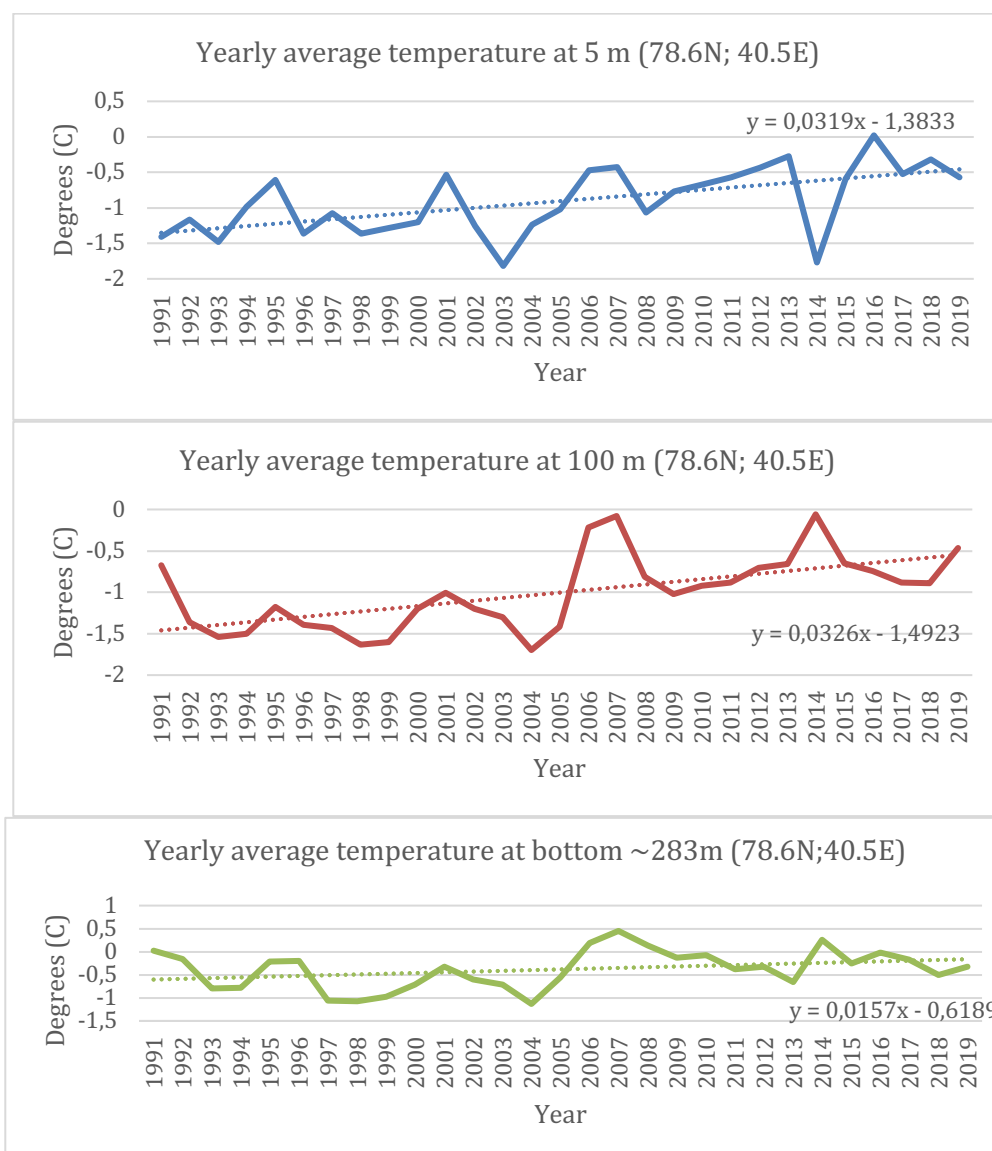 Yearly average temperature at 5 m (78.6N; 40.5E)
0,5
0
-0,5
-1
-1,5
-2
Degrees (C)
y = 0,0319x - 1,3833
1991 1992 1993 1994 1995 1996 1997 1998 1999 2000 2001 2002 2003 2004 2005 2006 2007 2008 2009 2010 2011 2012 2013 2014 2015 2016 2017 2018 2019
Year
Yearly average temperature at 100 m (78.6N; 40.5E)
0
-0,5
-1
-1,5
-2
Degrees (C)
y = 0,0326x - 1,4923
1991 1992 1993 1994 1995 1996 1997 1998 1999 2000 2001 2002 2003 2004 2005 2006 2007 2008 2009 2010 2011 2012 2013 2014 2015 2016 2017 2018 2019
Year
Yearly average temperature at bottom ~283m (78.6N;40.5E)
1
0,5
0
-0,5
-1
-1,5
Degrees (C)
y = 0,0157x - 0,6189
1991 1992 1993 1994 1995 1996 1997 1998 1999 2000 2001 2002 2003 2004 2005 2006 2007 2008 2009 2010 2011 2012 2013 2014 2015 2016 2017 2018 2019
Year